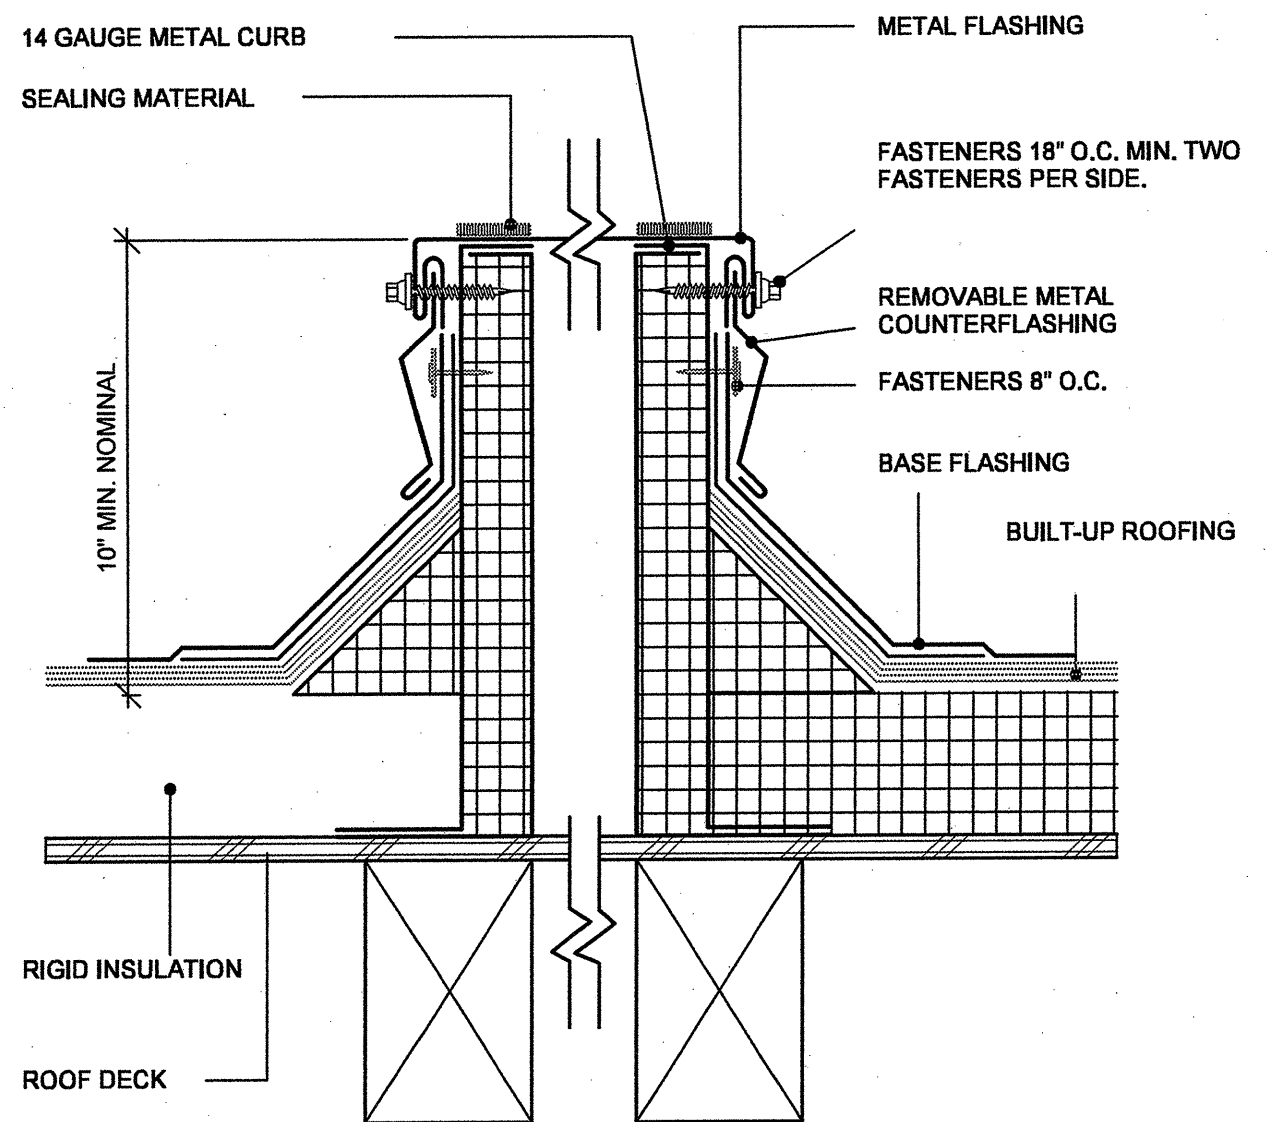 14 GAUGE METAL CURB
METAL FLASHING
SEALING MATERIAL
FASTENERS 18" O.C. MIN. TWO
FASTENERS PER SIDE.
REMOVABLE METAL
COUNTERFLASHING
FASTENERS 8" O.C.
10" MIN. NOMINAL
BASE FLASHING
BUILT-UP ROOFING
RIGID INSULATION
ROOF DECK